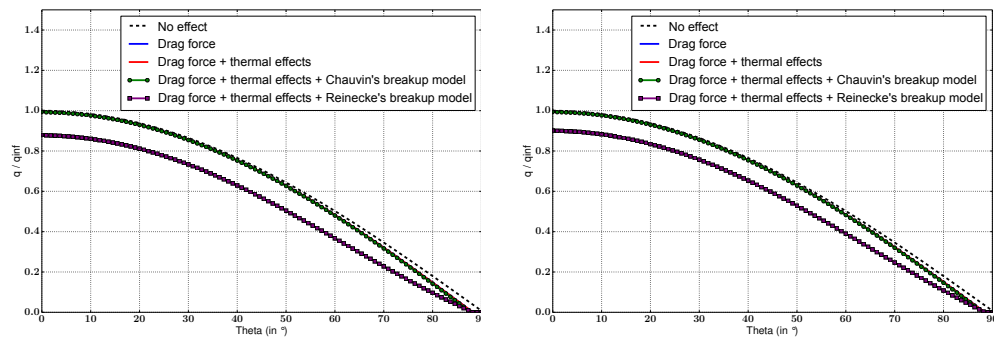 No effect
Drag force
Drag force + thermal effects
Drag force + thermal effects + Chauvin's breakup model
Drag force + thermal effects + Reinecke's breakup model
1.4
1.2
1.0
0.8
0.6
0.4
0.2
0.0
q / qinf
0 10 20 30 40 50 60 70 80 90
Theta (in °)
No effect
Drag force
Drag force + thermal effects
Drag force + thermal effects + Chauvin's breakup model
Drag force + thermal effects + Reinecke's breakup model
1.4
1.2
1.0
0.8
0.6
0.4
0.2
0.0
q / qinf
0 10 20 30 40 50 60 70 80 90
Theta (in °)